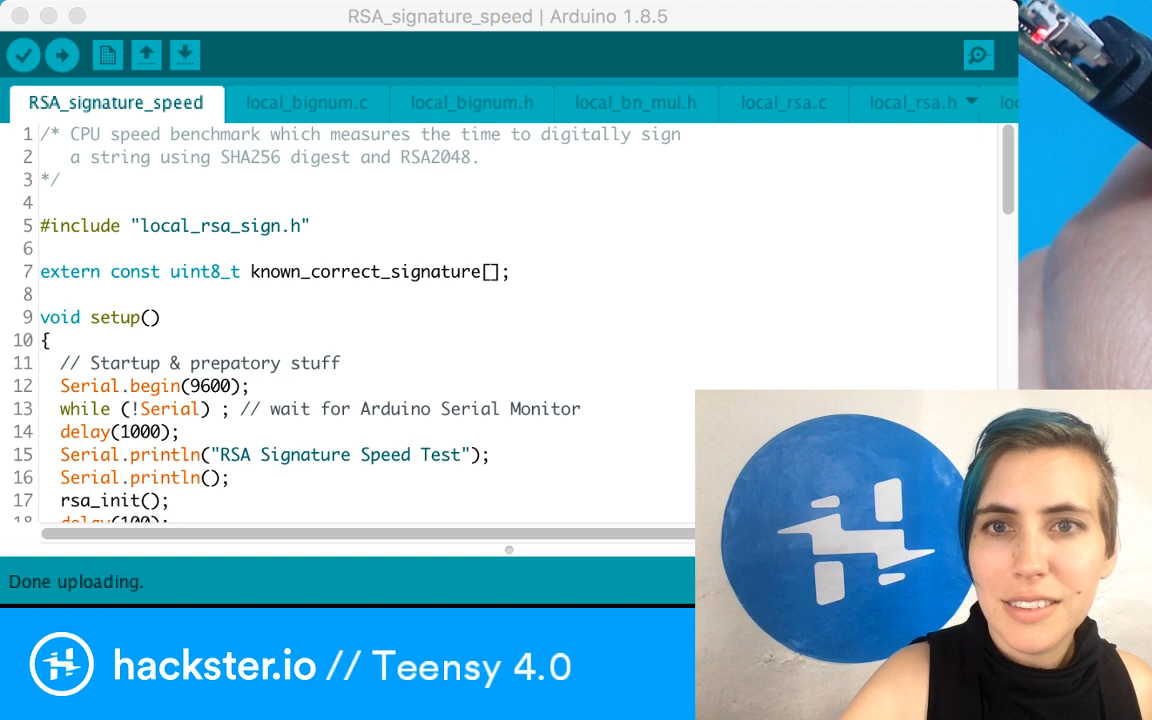 RSA_signature_speed | Arduino 1.8.5
RSA_signature_speed local_bignum.c local_bignum.h local_bn_mul.h local_rsa.c local_rsa.h
1 /* CPU speed benchmark which measures the time to digitally sign
2 a string using SHA256 digest and RSA2048.
3 */
4
5 #include "local_rsa_sign.h"
6
7 extern const uint8_t known_correct_signature[];
8
9 void setup()
10 {
11 // Startup & prepatory stuff
12 Serial.begin(9600);
13 while (!Serial) ; // wait for Arduino Serial Monitor
14 delay(1000);
15 Serial.println("RSA Signature Speed Test");
16 Serial.println();
17 rsa_init();
18 delay(100);
Done uploading.
hackster.io // Teensy 4.0